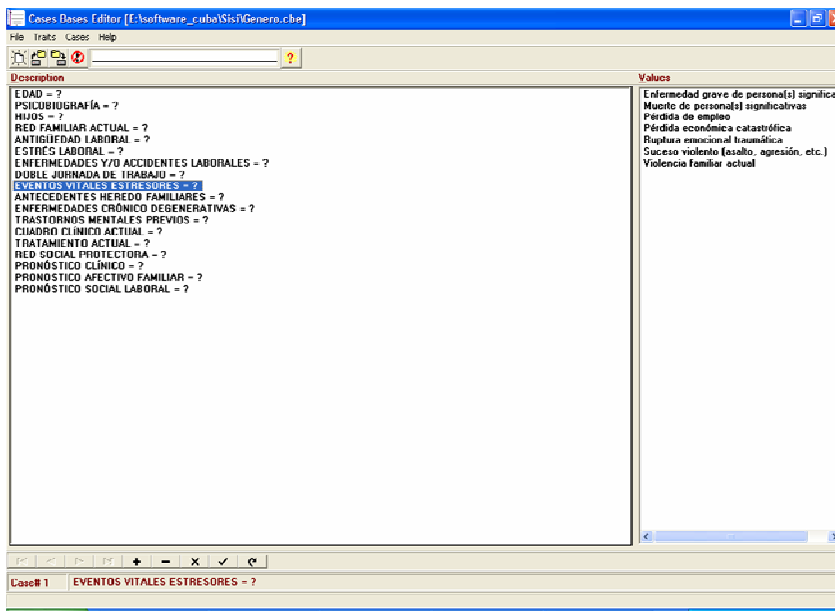 Cases Bases Editor [E:\software_cuba\Sisi\Genero.cbe]
File Traits Cases Help
?
Description
Values
EDAD = ?
PSICOBIOGRAFÍA = ?
HIJOS = ?
RED FAMILIAR ACTUAL = ?
ANTIGÜEDAD LABORAL = ?
ESTRÉS LABORAL = ?
ENFERMEDADES Y/O ACCIDENTES LABORALES = ?
DOBLE JORNADA DE TRABAJO = ?
EVENTOS VITALES ESTRESORES = ?
ANTECEDENTES HEREDO FAMILIARES = ?
ENFERMEDADES CRÓNICO DEGENERATIVAS = ?
TRASTORNOS MENTALES PREVIOS = ?
CUADRO CLÍNICO ACTUAL = ?
TRATAMIENTO ACTUAL = ?
RED SOCIAL PROTECTORA = ?
PRONÓSTICO CLÍNICO = ?
PRONÓSTICO AFECTIVO FAMILIAR = ?
PRONÓSTICO SOCIAL LABORAL = ?
Enfermedad grave de persona(s) significa
Muerte de persona(s) significativas
Pérdida de empleo
Pérdida económica catastrófica
Ruptura emocional traumática
Suceso violento (asalto, agresión, etc.)
Violencia familiar actual
Case# 1 EVENTOS VITALES ESTRESORES = ?